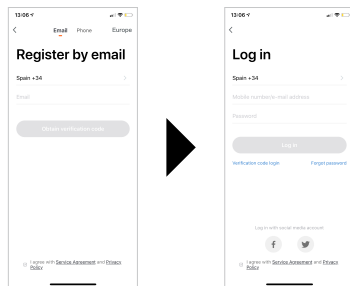 13:06
Email Phone Europe
Register by email
Spain +34
Email
Obtain verification code
I agree with Service Agreement and Privacy
Policy
13:06
Log in
Spain +34
Mobile number/e-mail address
Password
Log in
Verification code login Forget password
Log in with social media account
I agree with Service Agreement and Privacy
Policy